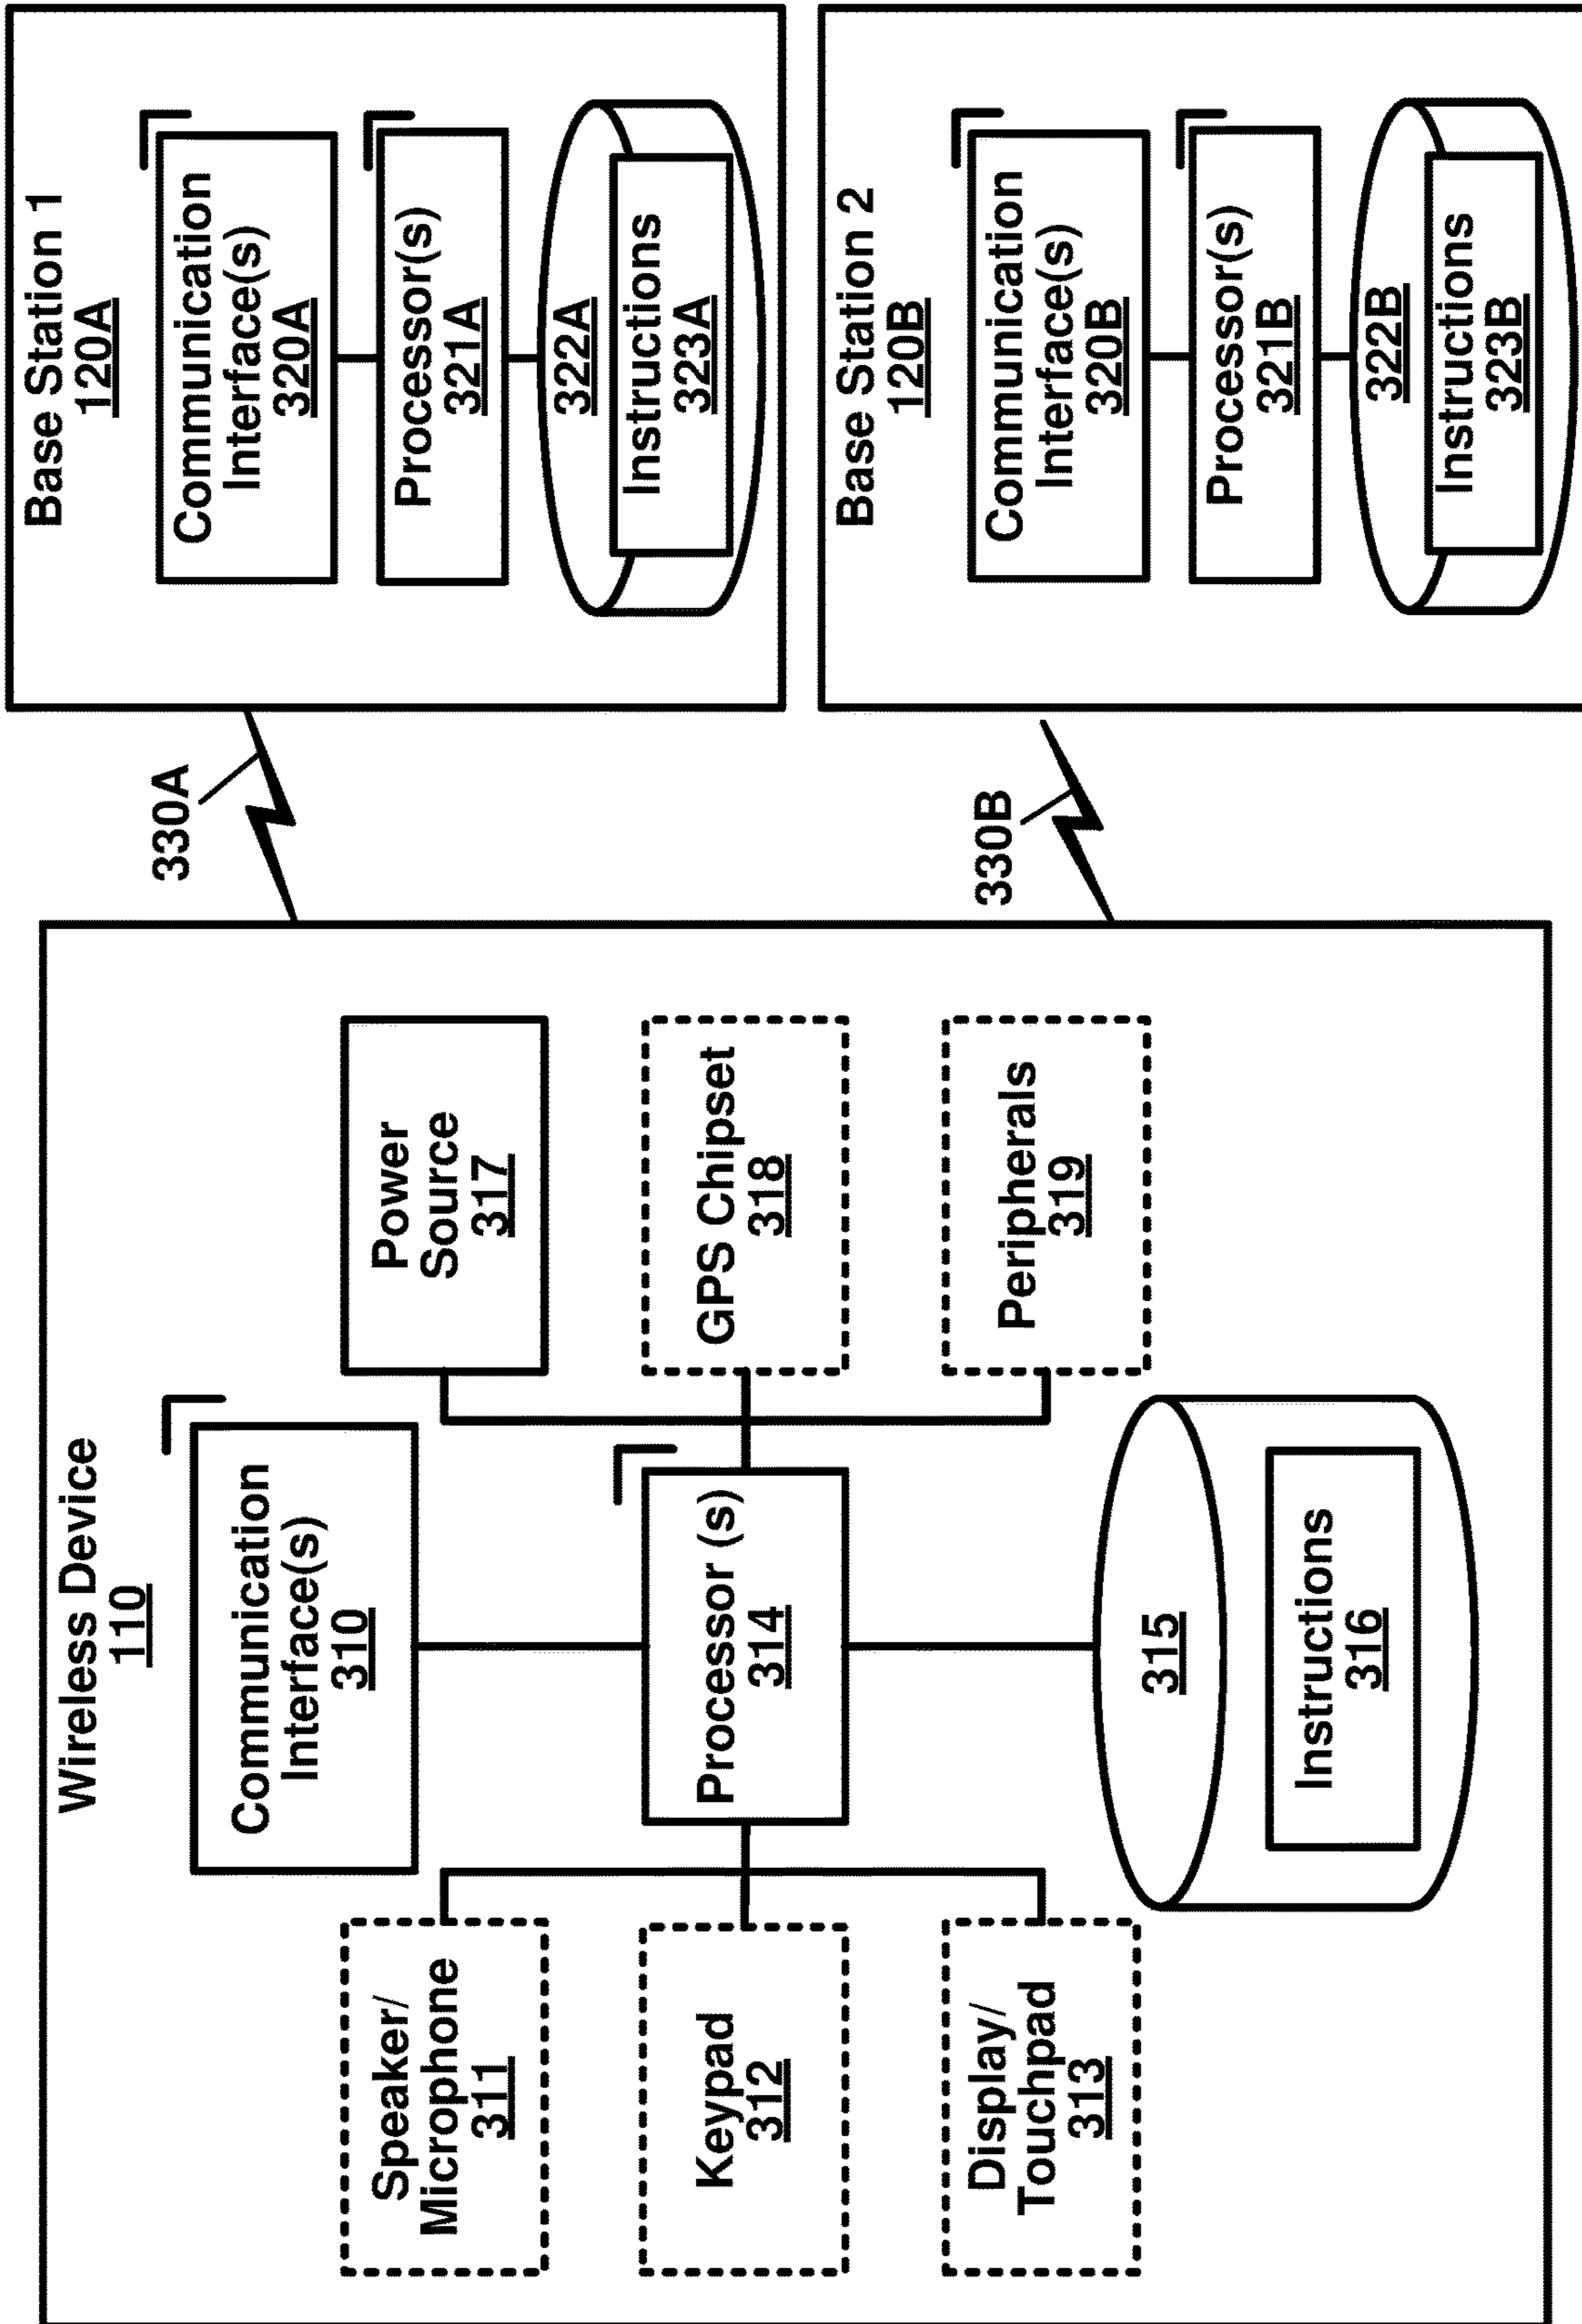 Wireless Device
110
Communication
Interface(s)
310
Speaker/
Microphone
311
Keypad
312
Display/
Touchpad
313
Processor (s)
314
315
Instructions
316
Power
Source
317
GPS Chipset
318
Peripherals
319
330A
330B
Base Station 1
120A
Communication
Interface(s)
320A
Processor(s)
321A
322A
Instructions
323A
Base Station 2
120B
Communication
Interface(s)
320B
Processor(s)
321B
322B
Instructions
323B